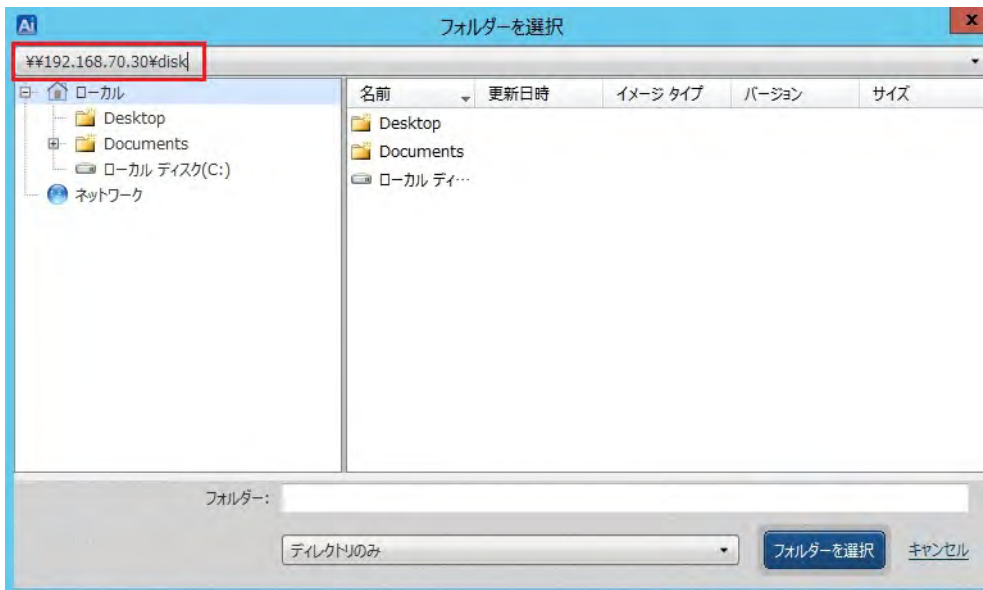 Ai フォルダーを選択 x
¥¥192.168.70.30¥disk
ローカル
Desktop
Documents
ローカル ディスク(C:)
ネットワーク
名前 更新日時 イメージ タイプ バージョン サイズ
Desktop
Documents
ローカル ディ…
フォルダー:
ディレクトリのみ フォルダーを選択 キャンセル